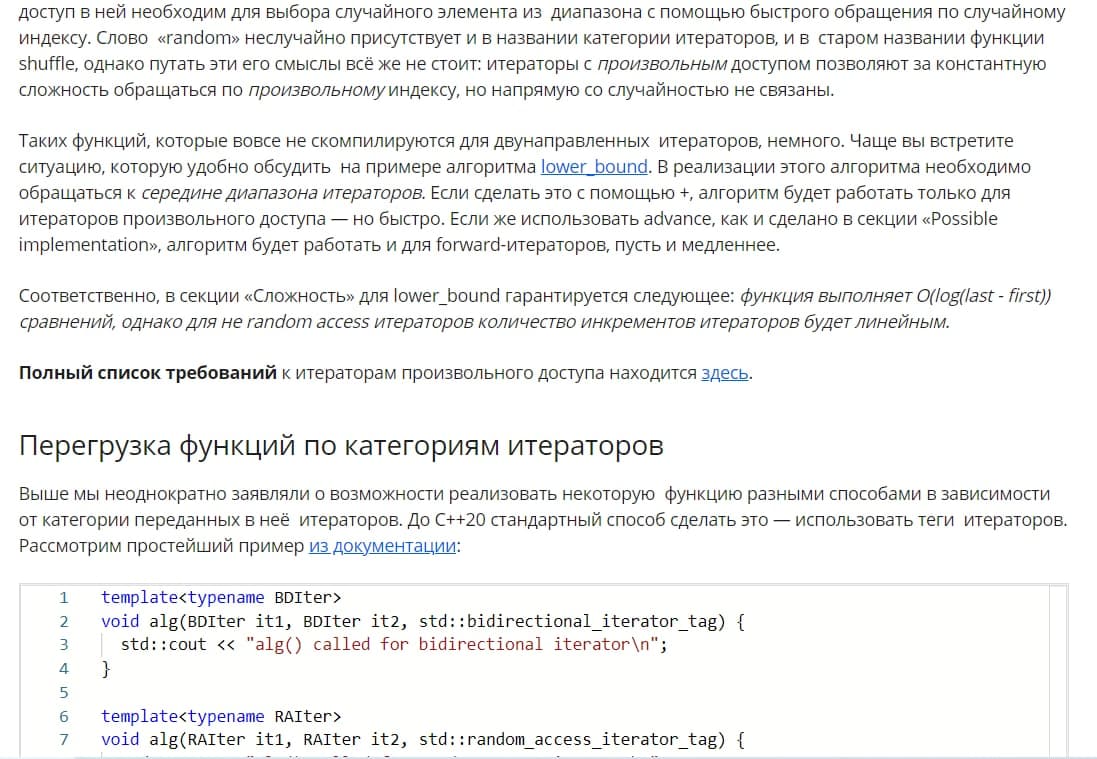 доступ в ней необходим для выбора случайного элемента из диапазона с помощью быстрого обращения по случайному
индексу. Слово «random» неслучайно присутствует и в названии категории итераторов, и в старом названии функции
shuffle, однако путать эти его смыслы всё же не стоит: итераторы с произвольным доступом позволяют за константную
сложность обращаться по произвольному индексу, но напрямую со случайностью не связаны.
Таких функций, которые вовсе не скомпилируются для двунаправленных итераторов, немного. Чаще вы встретите
ситуацию, которую удобно обсудить на примере алгоритма lower_bound. В реализации этого алгоритма необходимо
обращаться к середине диапазона итераторов. Если сделать это с помощью +, алгоритм будет работать только для
итераторов произвольного доступа — но быстро. Если же использовать advance, как и сделано в секции «Possible
implementation», алгоритм будет работать и для forward-итераторов, пусть и медленнее.
Соответственно, в секции «Сложность» для lower_bound гарантируется следующее: функция выполняет O(log(last - first))
сравнений, однако для не random access итераторов количество инкрементов итераторов будет линейным.
Полный список требований к итераторам произвольного доступа находится здесь.
Перегрузка функций по категориям итераторов
Выше мы неоднократно заявляли о возможности реализовать некоторую функцию разными способами в зависимости
от категории переданных в неё итераторов. До C++20 стандартный способ сделать это — использовать теги итераторов.
Рассмотрим простейший пример из документации:
1 template<typename BDIter>
2 void alg(BDIter it1, BDIter it2, std::bidirectional_iterator_tag) {
3 std::cout << "alg() called for bidirectional iterator\n";
4 }
5
6 template<typename RAIter>
7 void alg(RAIter it1, RAIter it2, std::random_access_iterator_tag) {